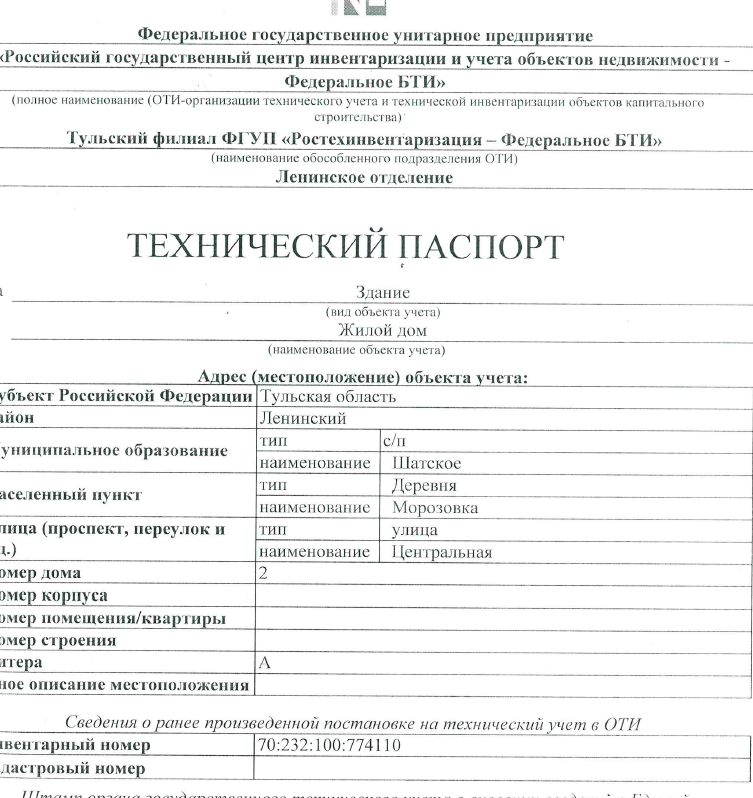 Федеральное государственное унитарное предприятие
«Российский государственный центр инвентаризации и учета объектов недвижимости -
Федеральное БТИ»
(полное наименование (ОТИ-организации технического учета и технической инвентаризации объектов капитального
строительства)
Тульский филиал ФГУП «Ростехинвентаризация – Федеральное БТИ»
(наименование обособленного подразделения ОТИ)
Ленинское отделение
ТЕХНИЧЕСКИЙ ПАСПОРТ
а Здание
(вид объекта учета)
Жилой дом
(наименование объекта учета)
Адрес (местоположение) объекта учета:
убъект Российской Федерации Тульская область
айон Ленинский
униципальное образование тип с/п
наименование Шатское
аселенный пункт тип Деревня
наименование Морозовка
лица (проспект, переулок и тип улица
д.) наименование Центральная
омер дома 2
омер корпуса
омер помещения/квартиры
омер строения
итера А
ное описание местоположения
Сведения о ранее произведенной постановке на технический учет в ОТИ
нвентарный номер 70:232:100:774110
дастровый номер